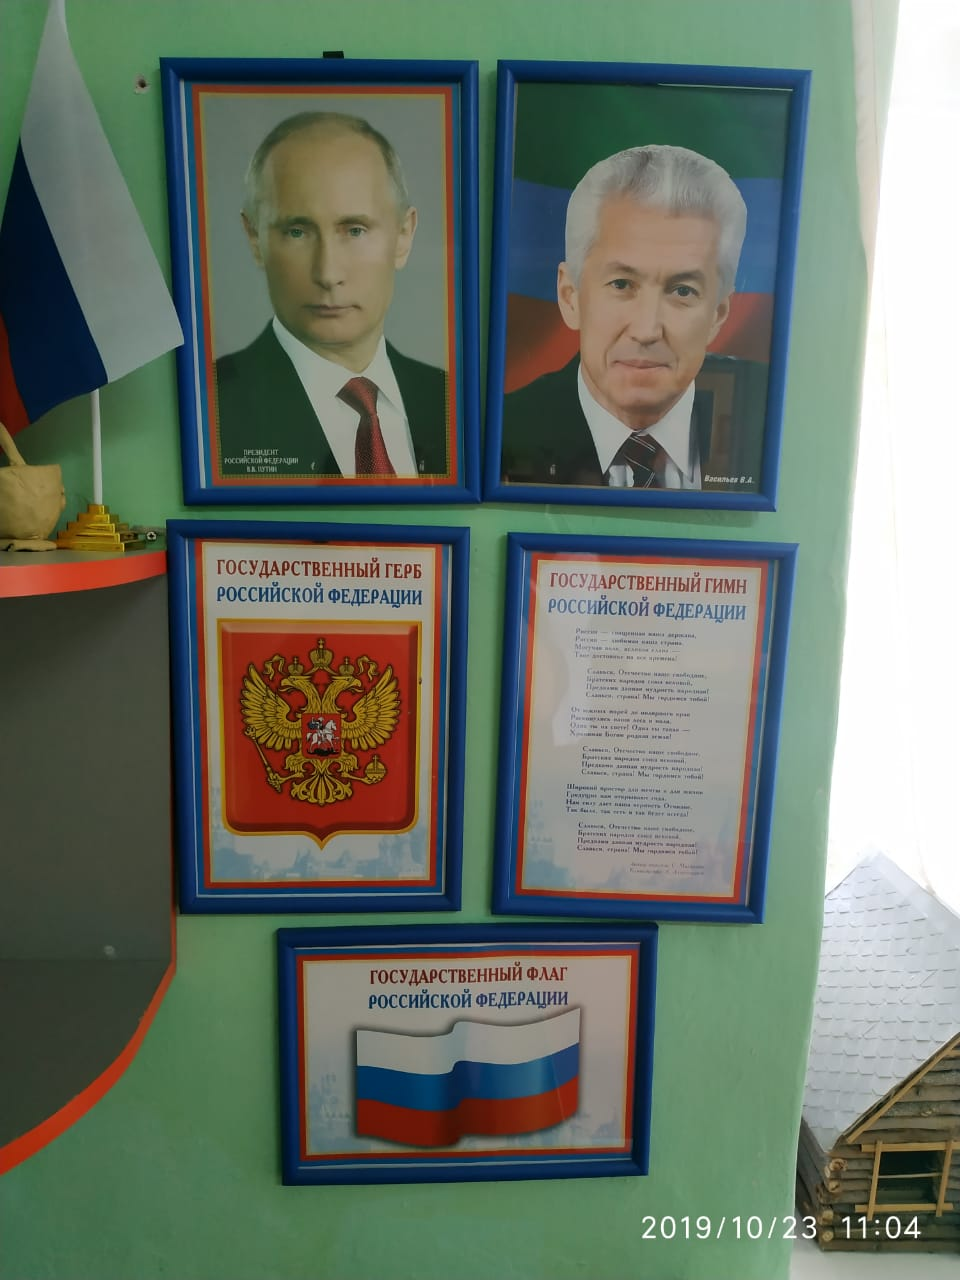 ПРЕЗИДЕНТ
РОССИЙСКОЙ ФЕДЕРАЦИИ
В.В. ПУТИН
Васильев В.А.
ГОСУДАРСТВЕННЫЙ ГЕРБ
РОССИЙСКОЙ ФЕДЕРАЦИИ
ГОСУДАРСТВЕННЫЙ ГИМН
РОССИЙСКОЙ ФЕДЕРАЦИИ
Россия — священная наша держава,
Россия — любимая наша страна.
Могучая воля, великая слава —
Твое достоянье на все времена!
Славься, Отечество наше свободное,
Братских народов союз вековой,
Предками данная мудрость народная!
Славься, страна! Мы гордимся тобой!
От южных морей до полярного края
Раскинулись наши леса и поля.
Одна ты на свете! Одна ты такая —
Хранимая Богом родная земля!
Славься, Отечество наше свободное,
Братских народов союз вековой,
Предками данная мудрость народная!
Славься, страна! Мы гордимся тобой!
Широкий простор для мечты и для жизни
Грядущие нам открывают года.
Нам силу дает наша верность Отчизне.
Так было, так есть и так будет всегда!
Славься, Отечество наше свободное,
Братских народов союз вековой,
Предками данная мудрость народная!
Славься, страна! Мы гордимся тобой!
ГОСУДАРСТВЕННЫЙ ФЛАГ
РОССИЙСКОЙ ФЕДЕРАЦИИ
2019/10/23 11:04